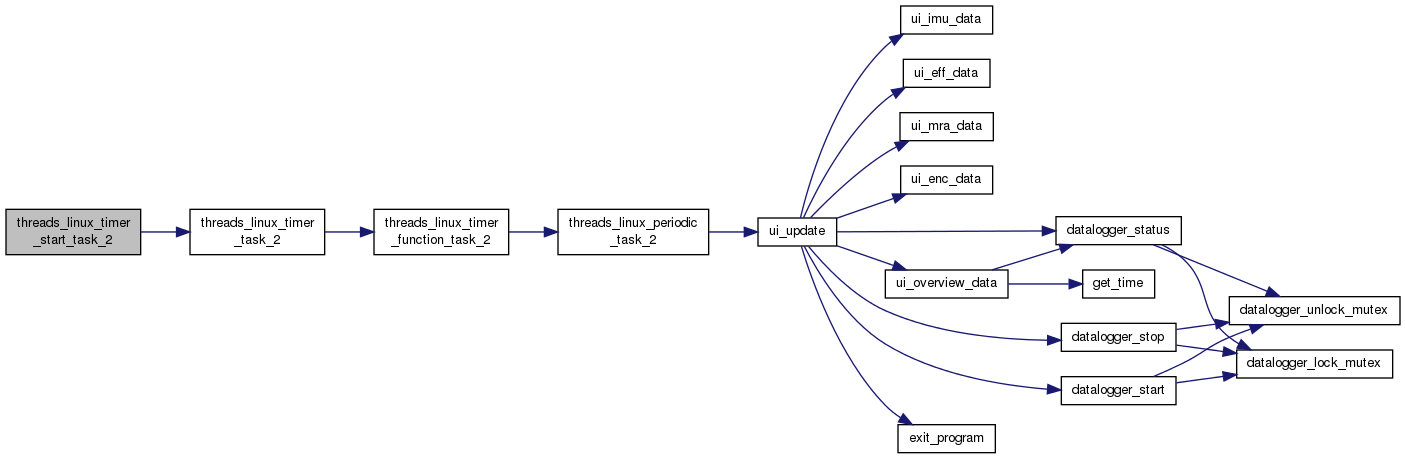 threads_linux_timer
_start_task_2
threads_linux_timer
_task_2
threads_linux_timer
_function_task_2
threads_linux_periodic
_task_2
ui_update
ui_imu_data
ui_eff_data
ui_mra_data
ui_enc_data
datalogger_status
ui_overview_data
get_time
datalogger_stop
datalogger_start
exit_program
datalogger_unlock_mutex
datalogger_lock_mutex